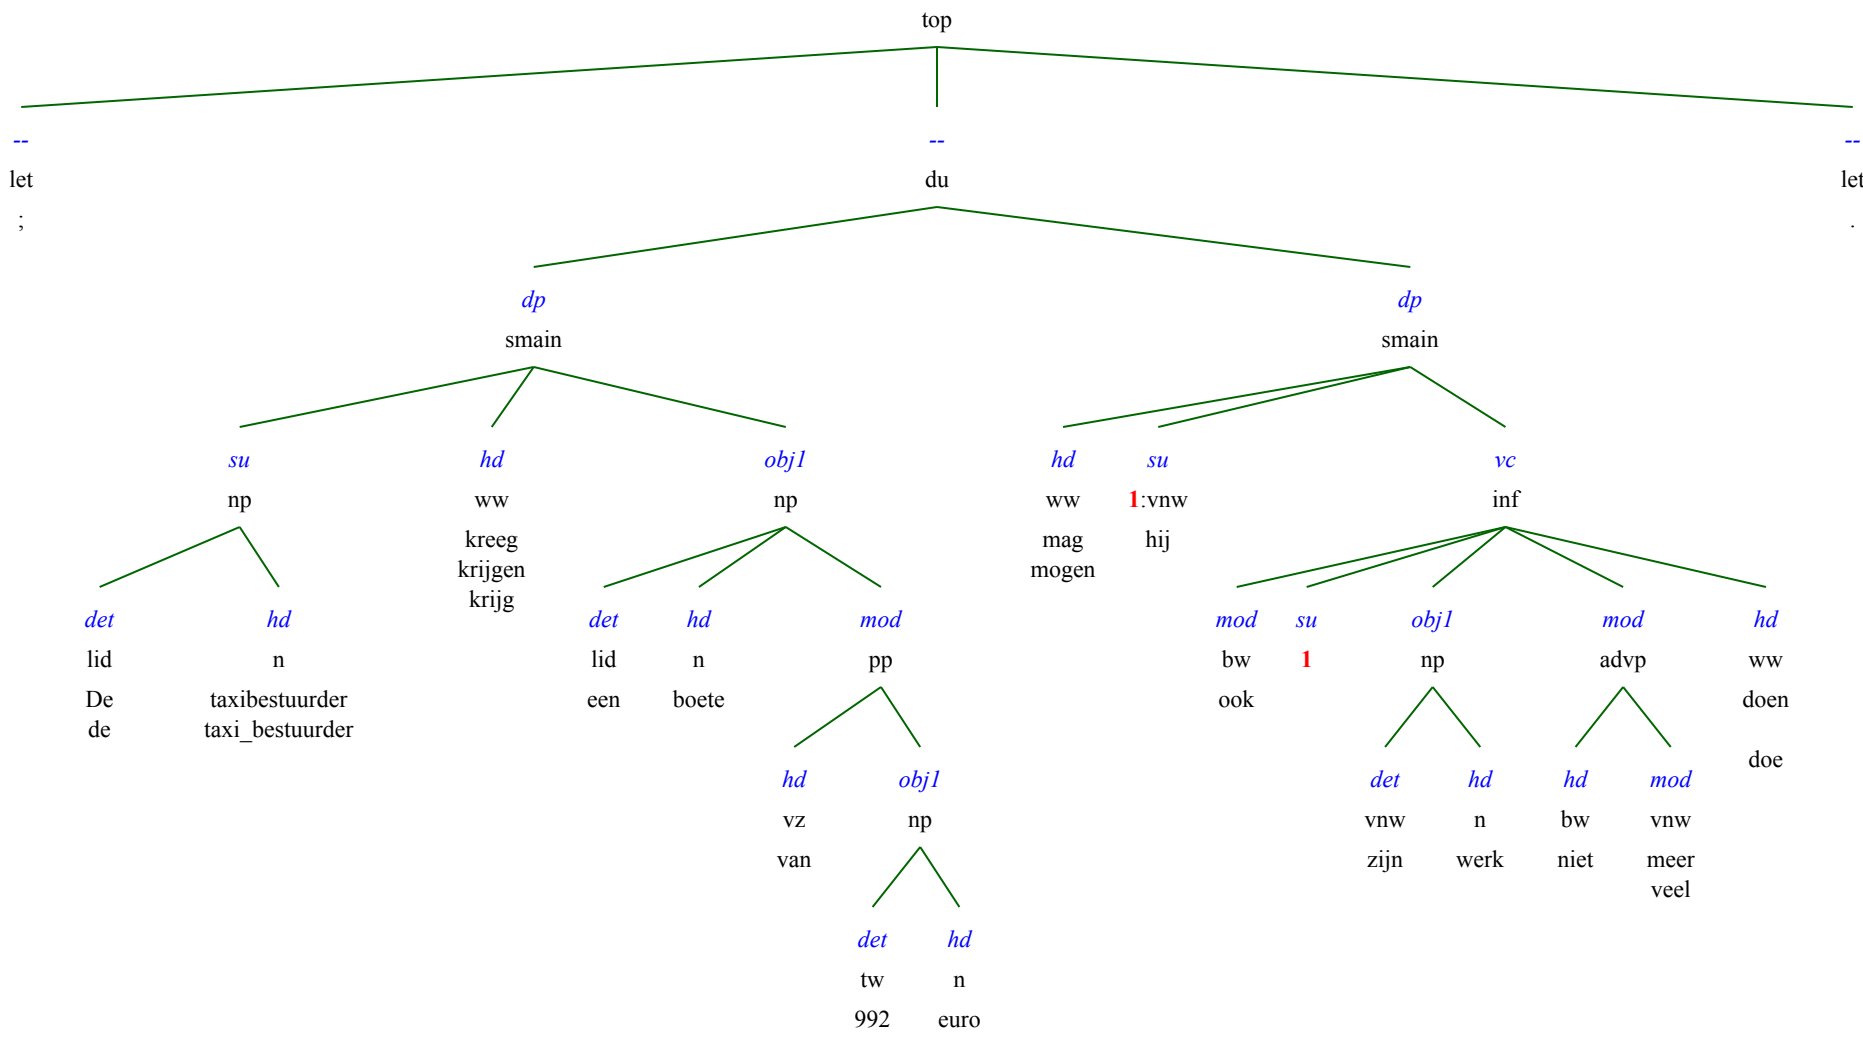 top
-- -- --
let du let
; .
dp dp
smain smain
su hd obj1 hd su vc
np ww np ww 1:vnw inf
kreeg mag hij
krijgen mogen
krijg
det hd det hd mod mod su obj1 mod hd
lid n lid n pp bw 1 np advp ww
De taxibestuurder een boete ook doen
de taxi_bestuurder
doe
hd obj1 det hd hd mod
vz np vnw n bw vnw
van zijn werk niet meer
veel
det hd
tw n
992 euro